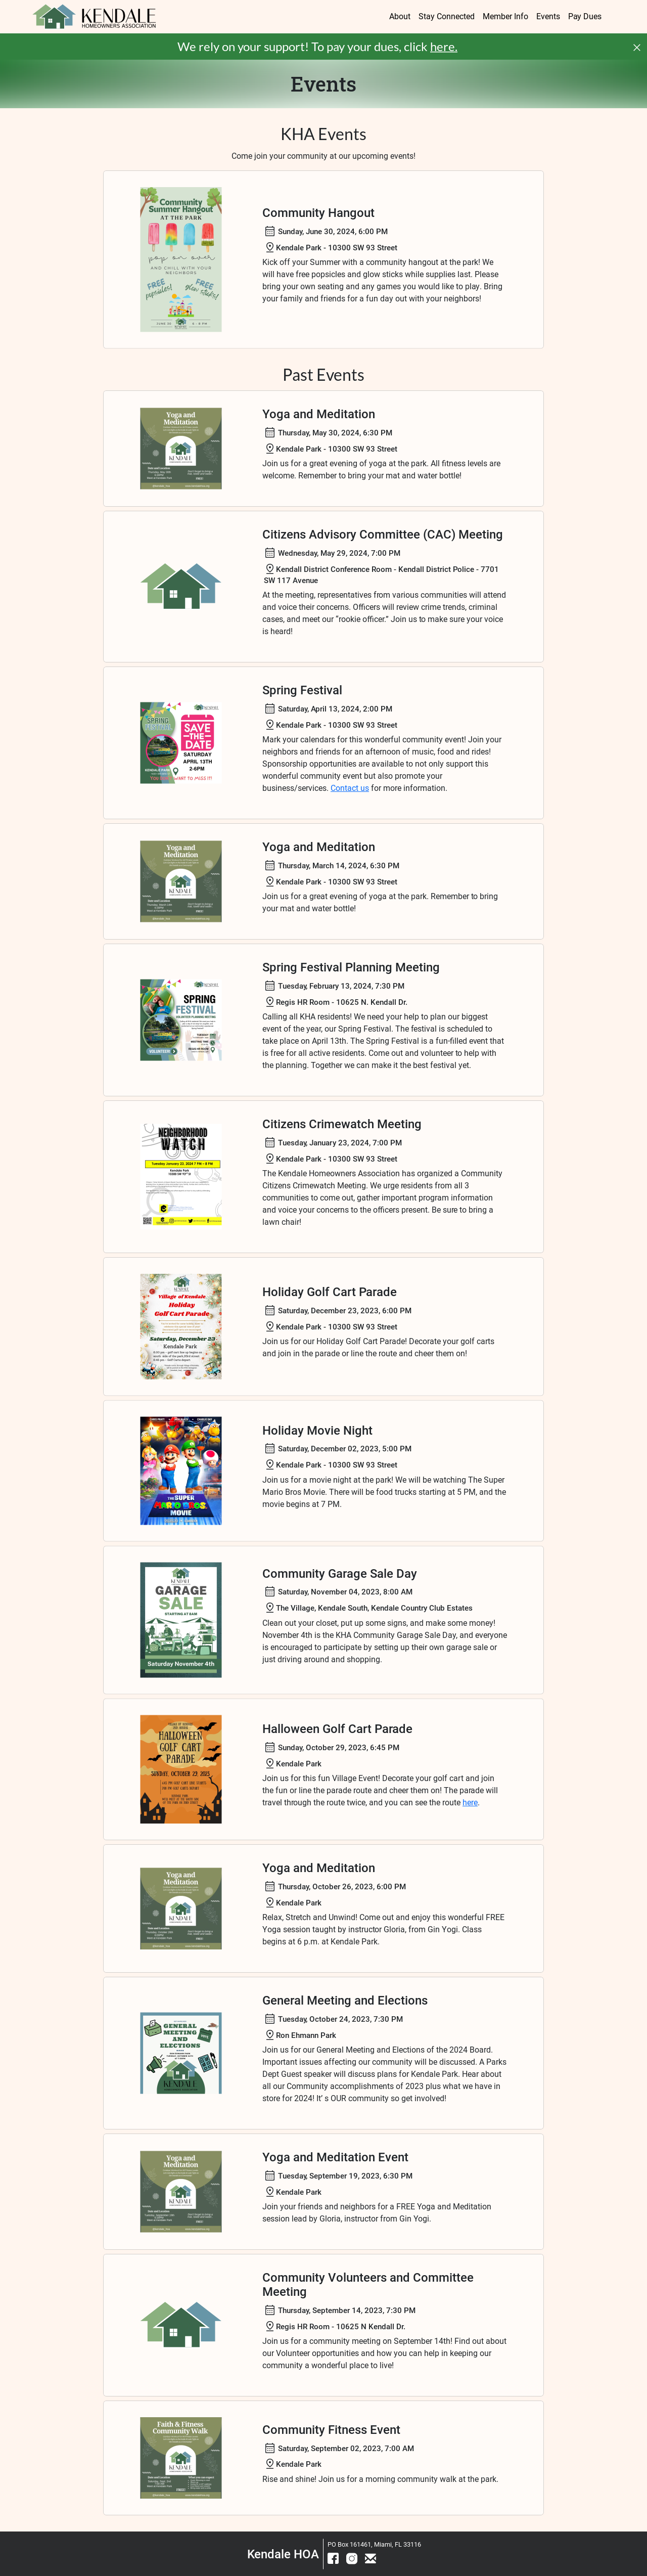 KENDALE
HOMEOWNERS ASSOCIATION
About Stay Connected Member Info Events Pay Dues
We rely on your support! To pay your dues, click here.
Events
KHA Events
Come join your community at our upcoming events!
Community
Summer Hangout
AT THE PARK
pop on over
AND CHILL WITH YOUR
NEIGHBORS
FREE
popsicles!
FREE
glow sticks!
Community Hangout
Sunday, June 30, 2024, 6:00 PM
Kendale Park - 10300 SW 93 Street
Kick off your Summer with a community hangout at the park! We
will have free popsicles and glow sticks while supplies last. Please
bring your own seating and any games you would like to play. Bring
your family and friends for a fun day out with your neighbors!
Past Events
Yoga and
Meditation
KENDALE
Yoga and Meditation
Thursday, May 30, 2024, 6:30 PM
Kendale Park - 10300 SW 93 Street
Join us for a great evening of yoga at the park. All fitness levels are
welcome. Remember to bring your mat and water bottle!
Citizens Advisory Committee (CAC) Meeting
Wednesday, May 29, 2024, 7:00 PM
Kendall District Conference Room - Kendall District Police - 7701
SW 117 Avenue
At the meeting, representatives from various communities will attend
and voice their concerns. Officers will review crime trends, criminal
cases, and meet our “rookie officer.” Join us to make sure your voice
is heard!
SPRING
FESTIVAL
SAVE
THE
DATE
SATURDAY
APRIL 13TH
2-6PM
Spring Festival
Saturday, April 13, 2024, 2:00 PM
Kendale Park - 10300 SW 93 Street
Mark your calendars for this wonderful community event! Join your
neighbors and friends for an afternoon of music, food and rides!
Sponsorship opportunities are available to not only support this
wonderful community event but also promote your
business/services. Contact us for more information.
Yoga and
Meditation
KENDALE
Yoga and Meditation
Thursday, March 14, 2024, 6:30 PM
Kendale Park - 10300 SW 93 Street
Join us for a great evening of yoga at the park. Remember to bring
your mat and water bottle!
SPRING
FESTIVAL
VOLUNTEERS
Spring Festival Planning Meeting
Tuesday, February 13, 2024, 7:30 PM
Regis HR Room - 10625 N. Kendall Dr.
Calling all KHA residents! We need your help to plan our biggest
event of the year, our Spring Festival. The festival is scheduled to
take place on April 13th. The Spring Festival is a fun-filled event that
is free for all active residents. Come out and volunteer to help with
the planning. Together we can make it the best festival yet.
NEIGHBORHOOD
WATCH
Tuesday January 23, 2024 7 PM - 9 PM
Citizens Crimewatch Meeting
Tuesday, January 23, 2024, 7:00 PM
Kendale Park - 10300 SW 93 Street
The Kendale Homeowners Association has organized a Community
Citizens Crimewatch Meeting. We urge residents from all 3
communities to come out, gather important program information
and voice your concerns to the officers present. Be sure to bring a
lawn chair!
Village of Kendale
Holiday
Golf Cart Parade
Saturday, December 23
Kendale Park
Holiday Golf Cart Parade
Saturday, December 23, 2023, 6:00 PM
Kendale Park - 10300 SW 93 Street
Join us for our Holiday Golf Cart Parade! Decorate your golf carts
and join in the parade or line the route and cheer them on!
THE SUPER
MARIO BROS.
MOVIE
Holiday Movie Night
Saturday, December 02, 2023, 5:00 PM
Kendale Park - 10300 SW 93 Street
Join us for a movie night at the park! We will be watching The Super
Mario Bros Movie. There will be food trucks starting at 5 PM, and the
movie begins at 7 PM.
KENDALE
GARAGE
SALE
STARTING AT 8AM
Saturday November 4th
Community Garage Sale Day
Saturday, November 04, 2023, 8:00 AM
The Village, Kendale South, Kendale Country Club Estates
Clean out your closet, put up some signs, and make some money!
November 4th is the KHA Community Garage Sale Day, and everyone
is encouraged to participate by setting up their own garage sale or
just driving around and shopping.
HALLOWEEN
GOLF CART
PARADE
SUNDAY, OCTOBER 29, 2023
Halloween Golf Cart Parade
Sunday, October 29, 2023, 6:45 PM
Kendale Park
Join us for this fun Village Event! Decorate your golf cart and join
the fun or line the parade route and cheer them on! The parade will
travel through the route twice, and you can see the route here.
Yoga and
Meditation
KENDALE
Yoga and Meditation
Thursday, October 26, 2023, 6:00 PM
Kendale Park
Relax, Stretch and Unwind! Come out and enjoy this wonderful FREE
Yoga session taught by instructor Gloria, from Gin Yogi. Class
begins at 6 p.m. at Kendale Park.
GENERAL
MEETING
AND
ELECTIONS
KENDALE
General Meeting and Elections
Tuesday, October 24, 2023, 7:30 PM
Ron Ehmann Park
Join us for our General Meeting and Elections of the 2024 Board.
Important issues affecting our community will be discussed. A Parks
Dept Guest speaker will discuss plans for Kendale Park. Hear about
all our Community accomplishments of 2023 plus what we have in
store for 2024! It’ s OUR community so get involved!
Yoga and
Meditation
KENDALE
Yoga and Meditation Event
Tuesday, September 19, 2023, 6:30 PM
Kendale Park
Join your friends and neighbors for a FREE Yoga and Meditation
session lead by Gloria, instructor from Gin Yogi.
Community Volunteers and Committee
Meeting
Thursday, September 14, 2023, 7:30 PM
Regis HR Room - 10625 N Kendall Dr.
Join us for a community meeting on September 14th! Find out about
our Volunteer opportunities and how you can help in keeping our
community a wonderful place to live!
Faith & Fitness
Community Walk
KENDALE
Community Fitness Event
Saturday, September 02, 2023, 7:00 AM
Kendale Park
Rise and shine! Join us for a morning community walk at the park.
Kendale HOA
PO Box 161461, Miami, FL 33116